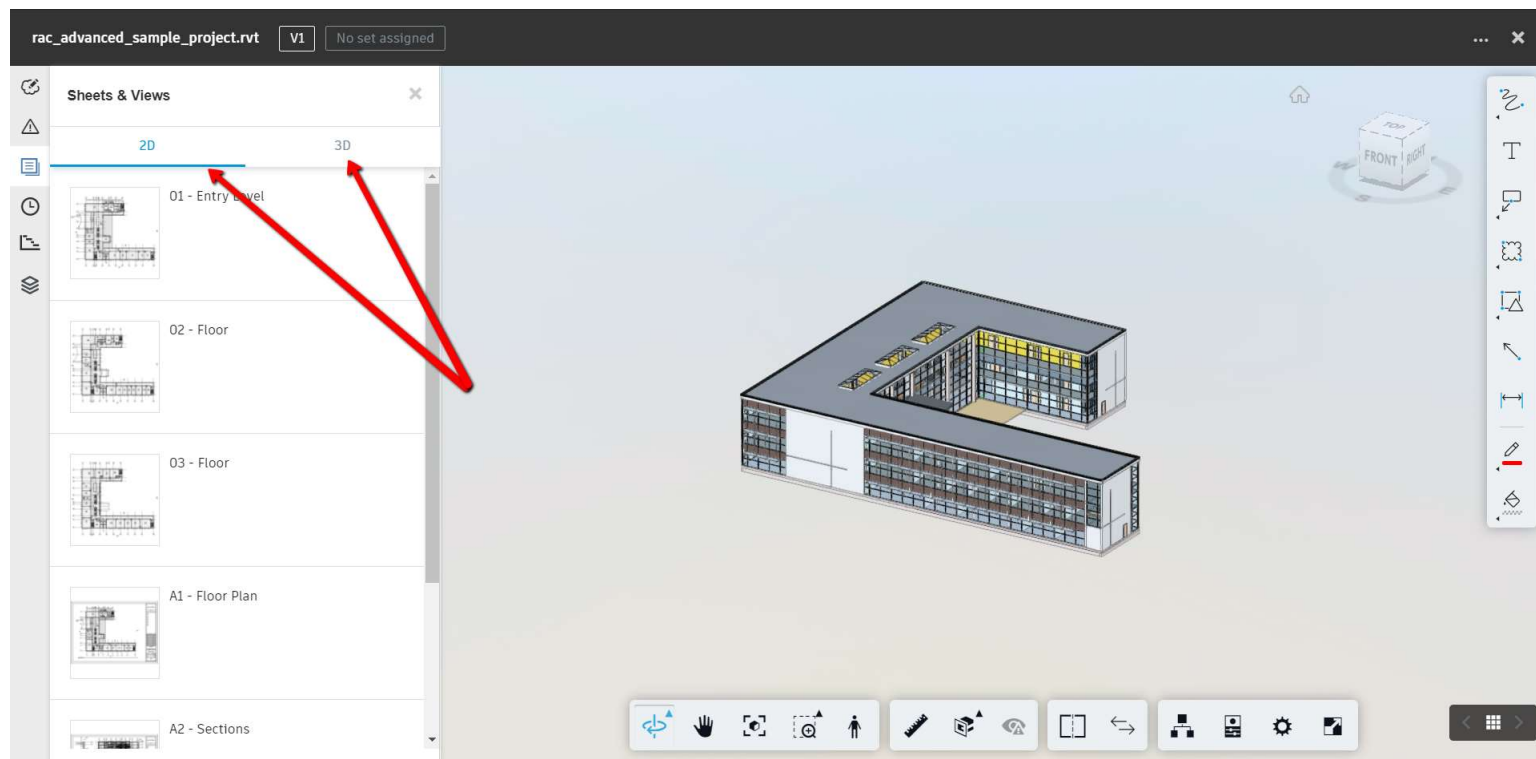 rac_advanced_sample_project.rvt V1 No set assigned
Sheets & Views
2D 3D
01 - Entry Level
02 - Floor
03 - Floor
A1 - Floor Plan
A2 - Sections
TOP
FRONT RIGHT
T